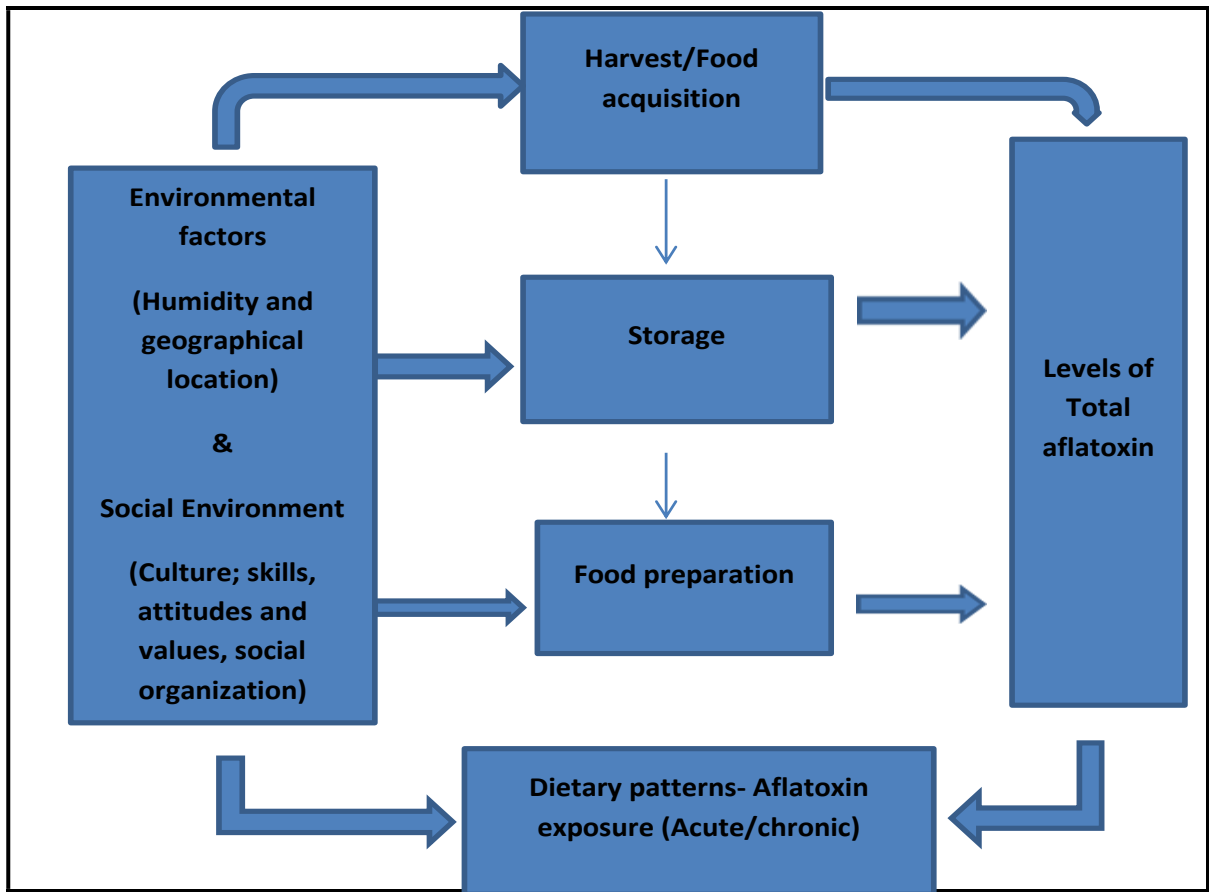 Harvest/Food
acquisition
Environmental
factors
(Humidity and
geographical
location)
&
Social Environment
(Culture; skills,
attitudes and
values, social
organization)
Storage
Food preparation
Levels of
Total
aflatoxin
Dietary patterns- Aflatoxin
exposure (Acute/chronic)